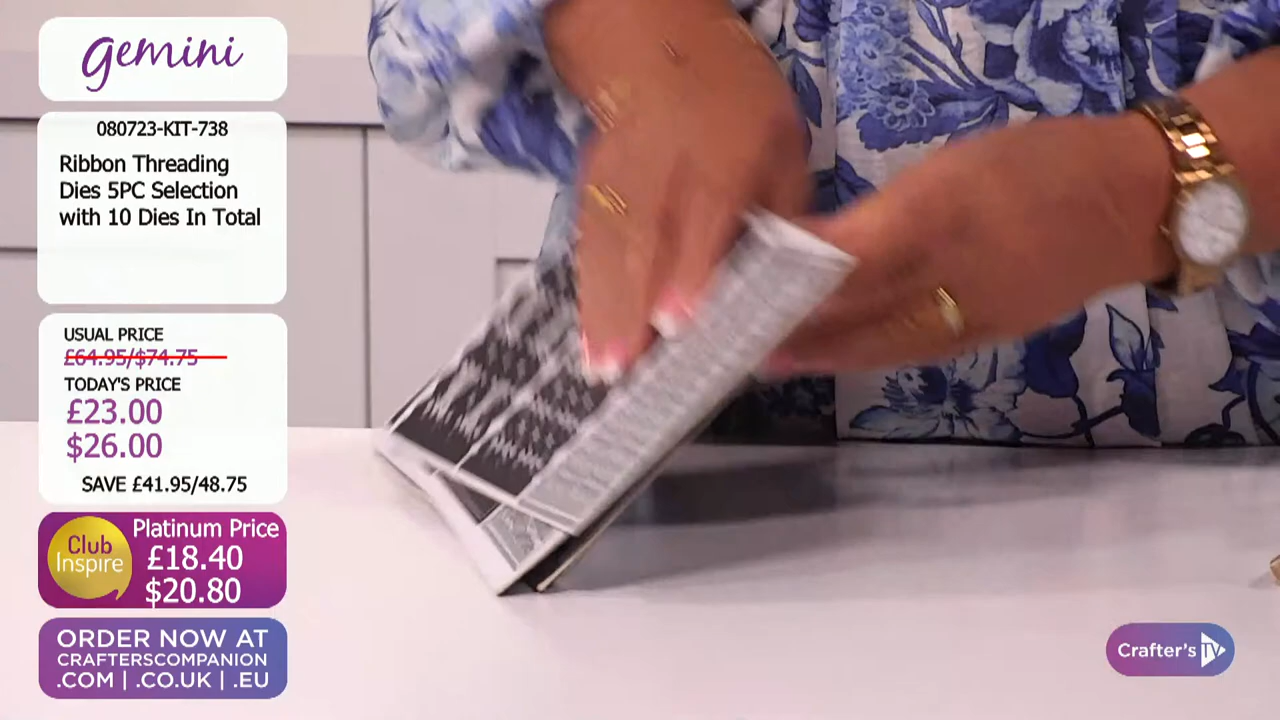 gemini
080723-KIT-738
Ribbon Threading
Dies 5PC Selection
with 10 Dies In Total
USUAL PRICE
£64.95/$74.75
TODAY'S PRICE
£23.00
$26.00
SAVE £41.95/48.75
Club
Inspire
Platinum Price
£18.40
$20.80
ORDER NOW AT
CRAFTERSCOMPANION
.COM | .CO.UK | .EU
Crafter's TV